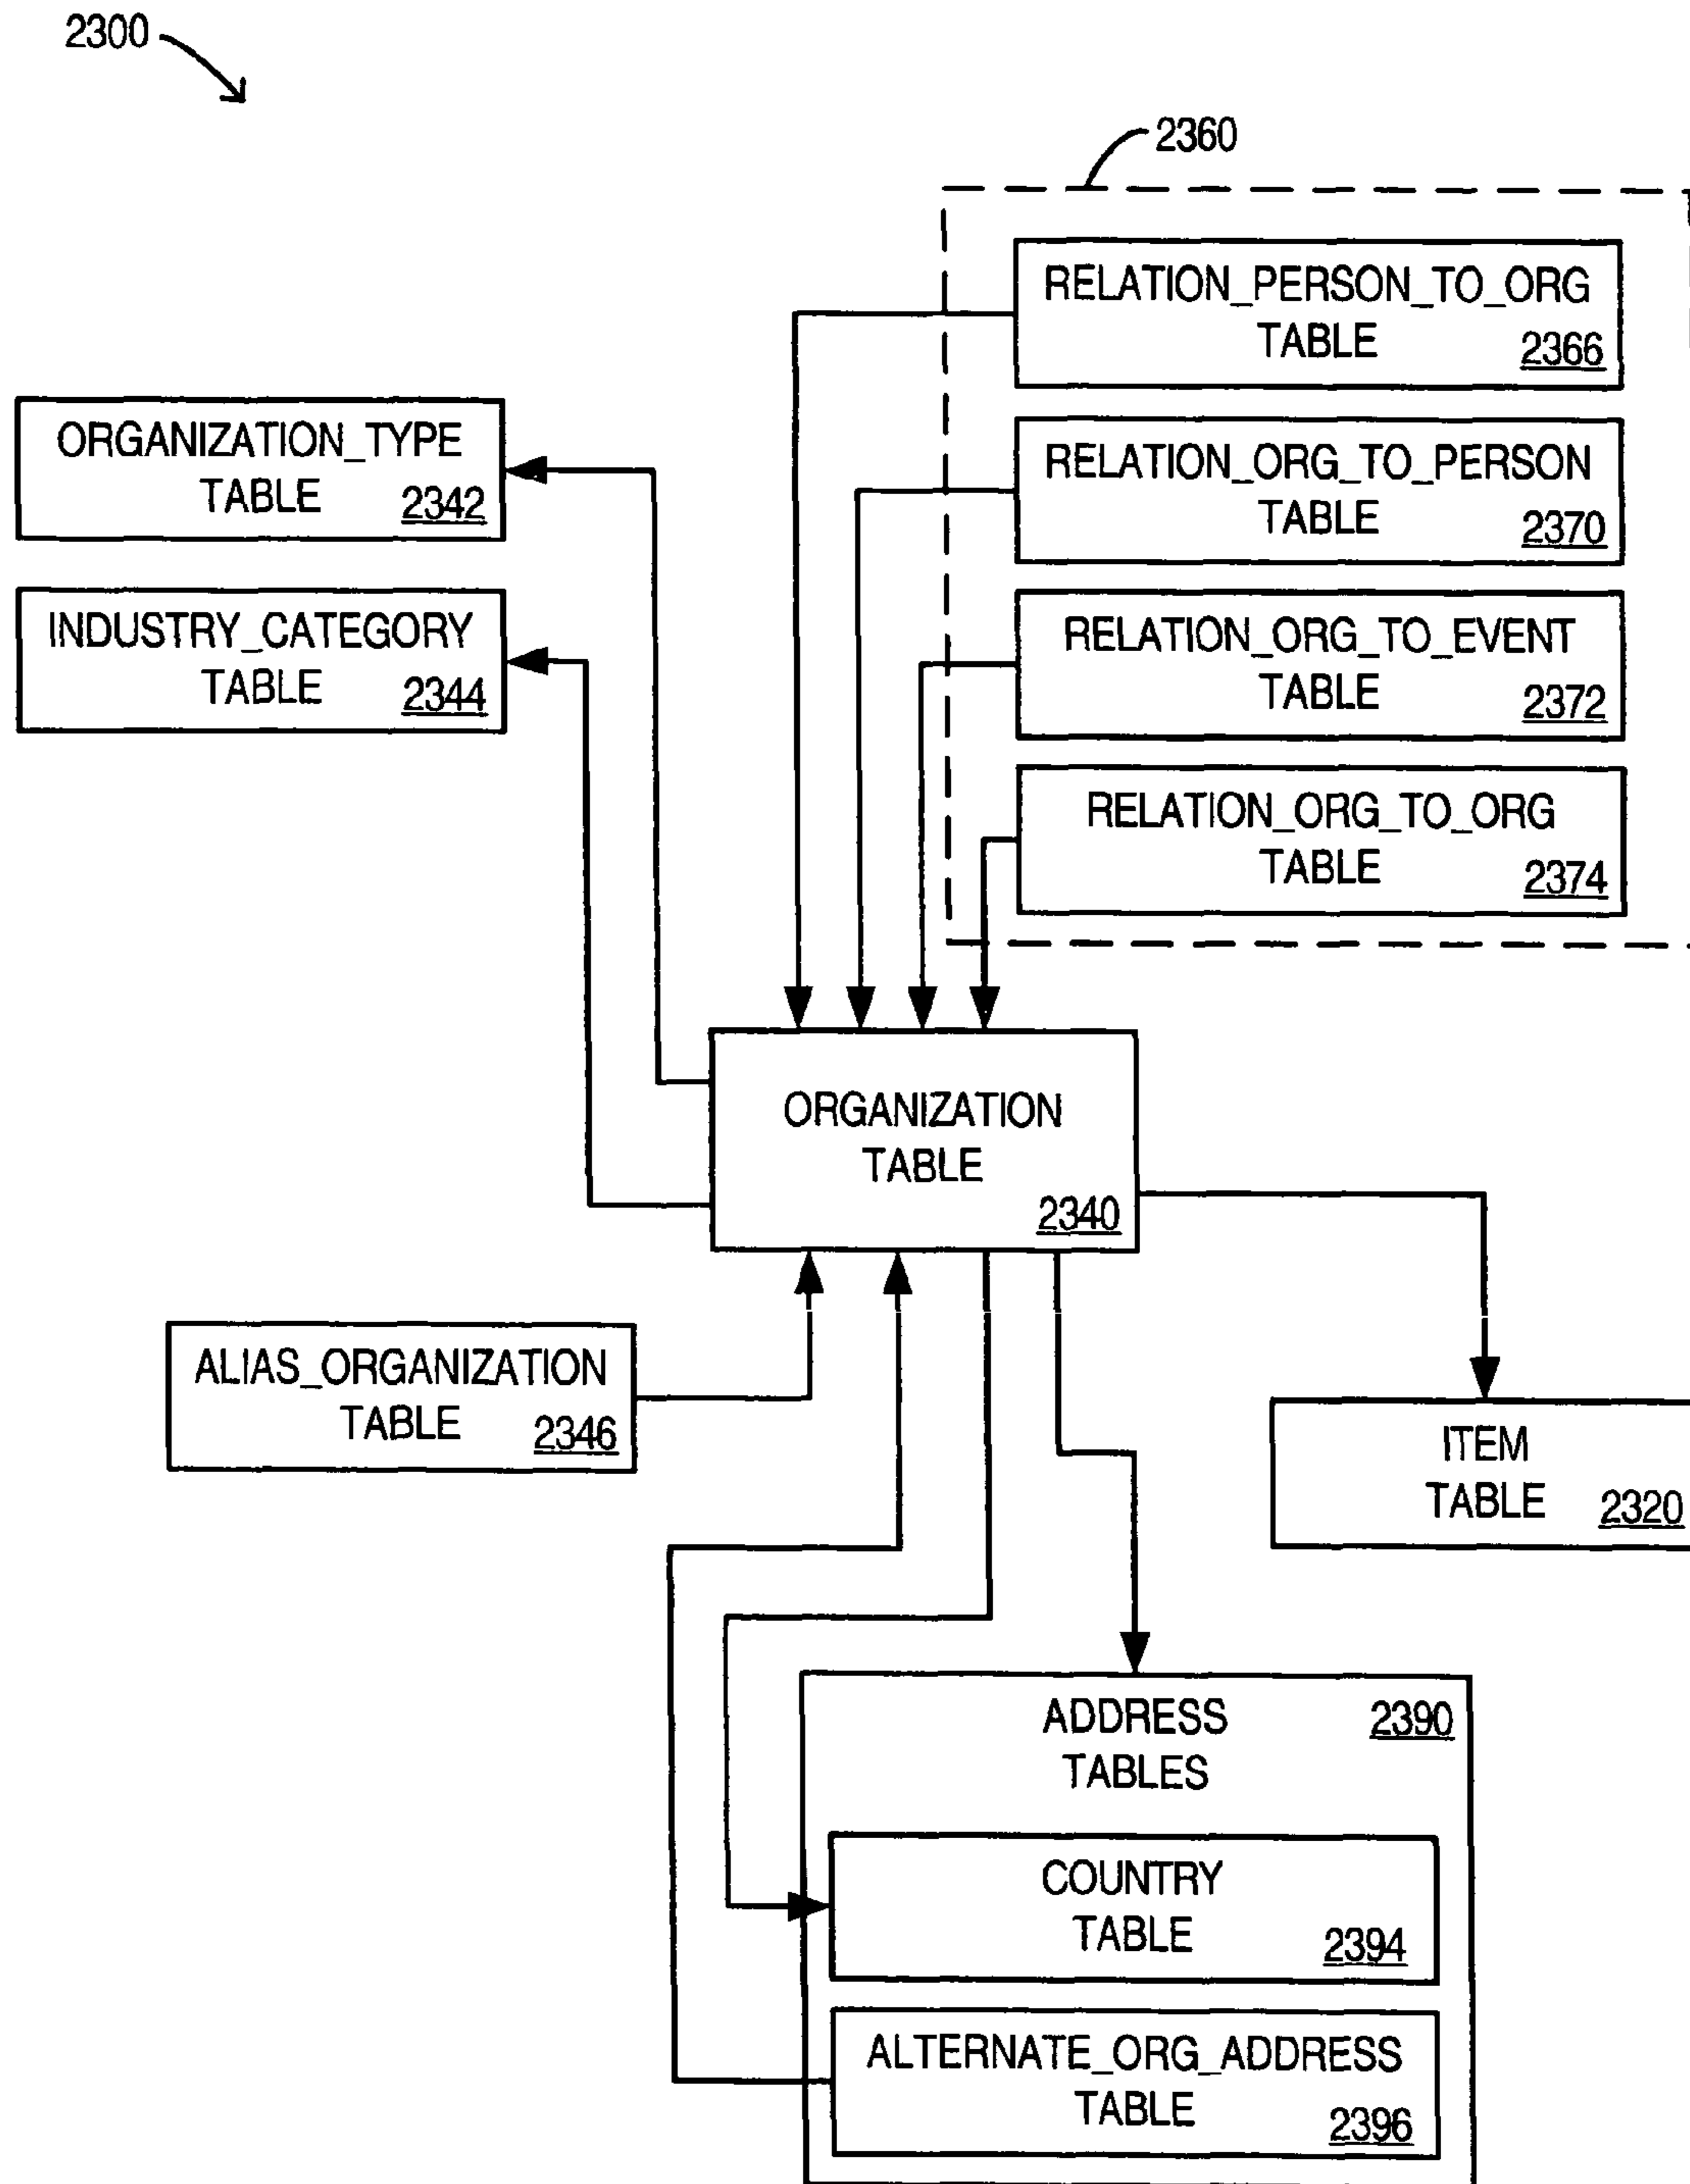 2300
2360
RELATION_PERSON_TO_ORG
TABLE 2366
ORGANIZATION_TYPE
TABLE 2342
RELATION_ORG_TO_PERSON
TABLE 2370
INDUSTRY_CATEGORY
TABLE 2344
RELATION_ORG_TO_EVENT
TABLE 2372
RELATION_ORG_TO_ORG
TABLE 2374
ORGANIZATION
TABLE
2340
ALIAS_ORGANIZATION
TABLE 2346
ITEM
TABLE 2320
ADDRESS 2390
TABLES
COUNTRY
TABLE 2394
ALTERNATE_ORG_ADDRESS
TABLE 2396